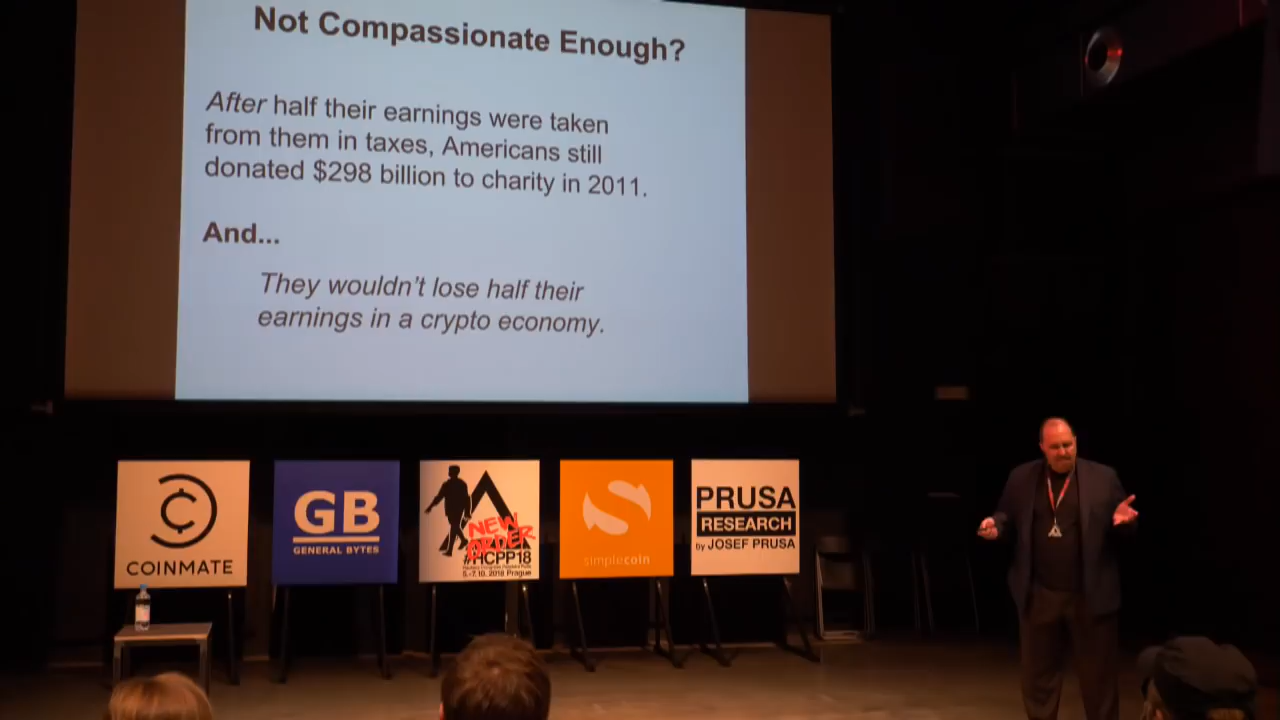 Not Compassionate Enough?
After half their earnings were taken
from them in taxes, Americans still
donated $298 billion to charity in 2011.
And...
They wouldn't lose half their
earnings in a crypto economy.
COINMATE
GB
GENERAL BYTES
NEW
ORDER
#HCPP18
5.-7. 10. 2018 Prague
simplecoin
PRUSA
RESEARCH
by JOSEF PRUSA